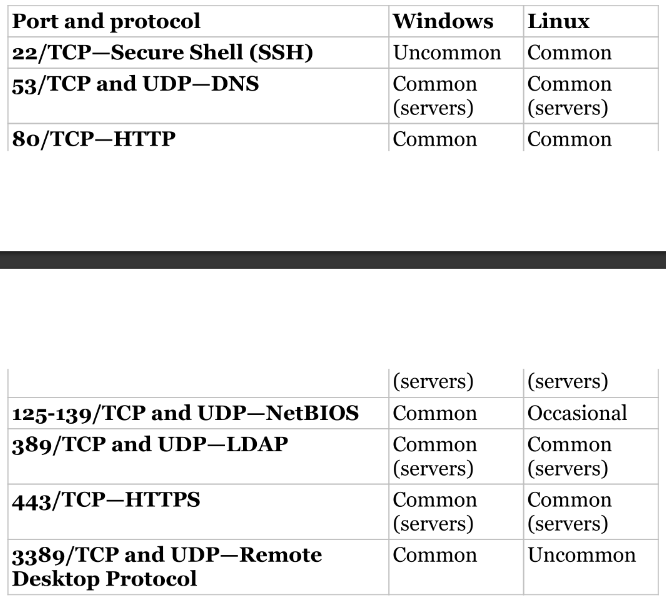 Port and protocol Windows Linux
22/TCP—Secure Shell (SSH) Uncommon Common
53/TCP and UDP—DNS Common Common
(servers) (servers)
80/TCP—HTTP Common Common
(servers) (servers)
125-139/TCP and UDP—NetBIOS Common Occasional
389/TCP and UDP—LDAP Common Common
(servers) (servers)
443/TCP—HTTPS Common Common
(servers) (servers)
3389/TCP and UDP—Remote Common Uncommon
Desktop Protocol